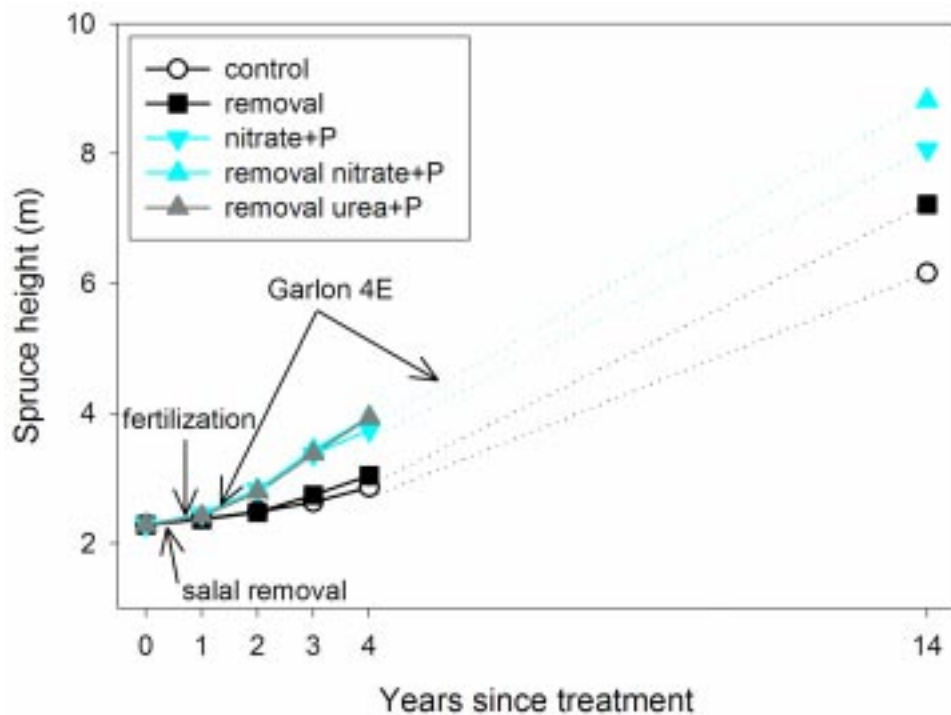 10
8
6
4
2
Spruce height (m)
control
removal
nitrate+P
removal nitrate+P
removal urea+P
Garlon 4E
fertilization
salal removal
0 1 2 3 4 14
Years since treatment